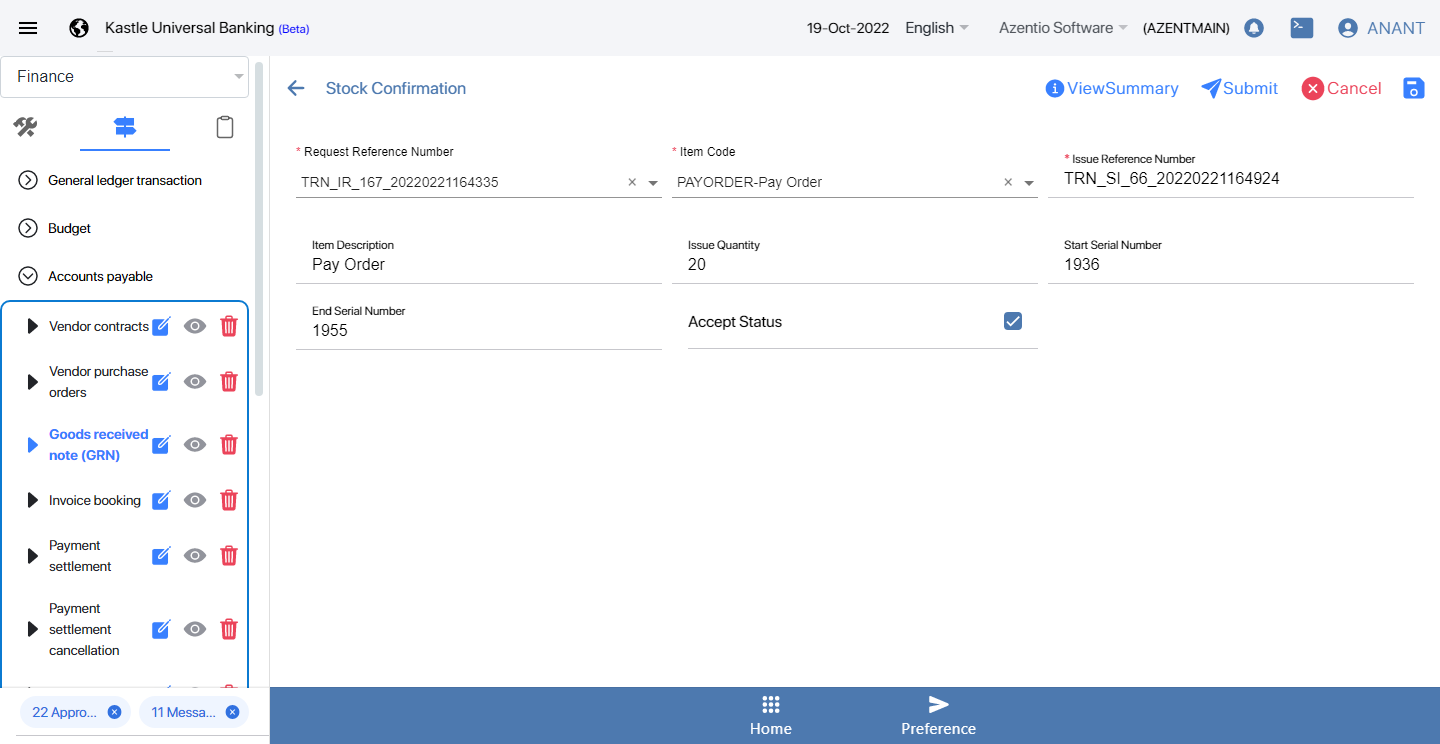 Kastle Universal Banking (Beta)
19-Oct-2022 English Azentio Software (AZENTMAIN) ANANT
Finance
Stock Confirmation
ViewSummary Submit Cancel
General ledger transaction
Budget
Accounts payable
Vendor contracts
Vendor purchase
orders
Goods received
note (GRN)
Invoice booking
Payment
settlement
Payment
settlement
cancellation
22 Appro...
11 Messa...
* Request Reference Number
TRN_IR_167_20220221164335
* Item Code
PAYORDER-Pay Order
* Issue Reference Number
TRN_SI_66_20220221164924
Item Description
Pay Order
Issue Quantity
20
Start Serial Number
1936
End Serial Number
1955
Accept Status
Home
Preference